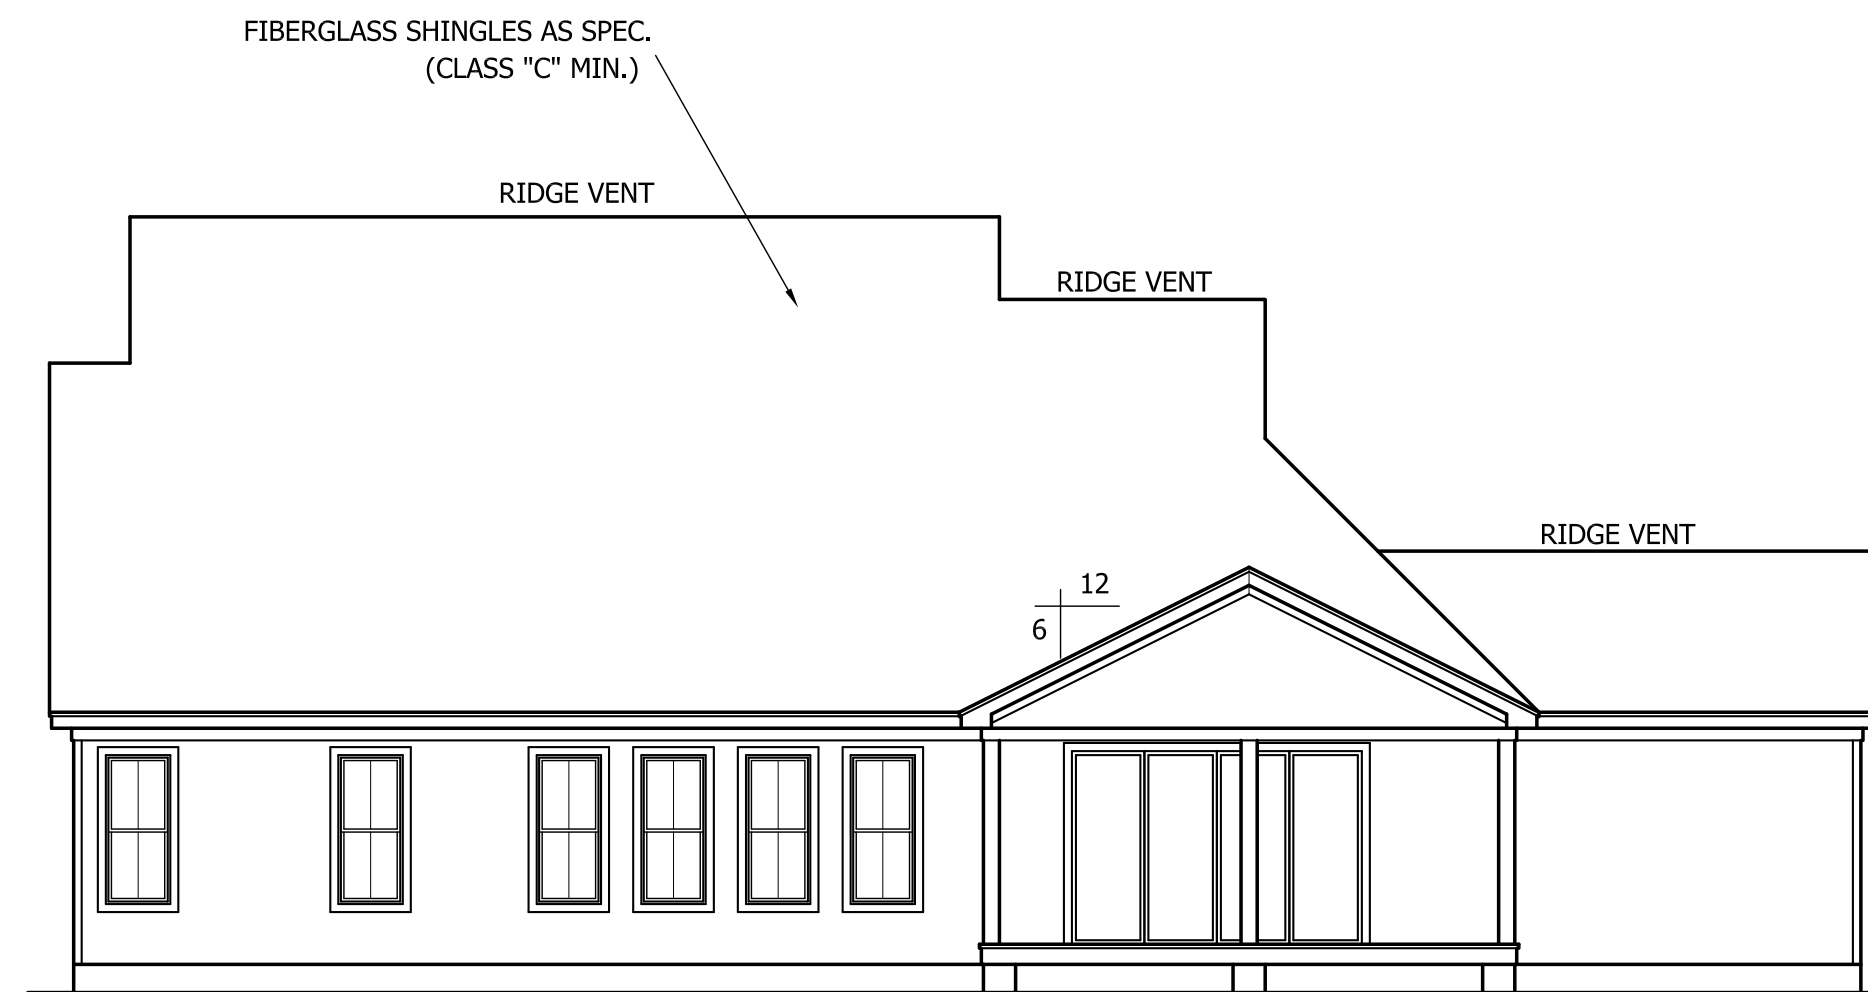 FIBERGLASS SHINGLES AS SPEC.
(CLASS "C" MIN.)
RIDGE VENT
RIDGE VENT
RIDGE VENT
12
6